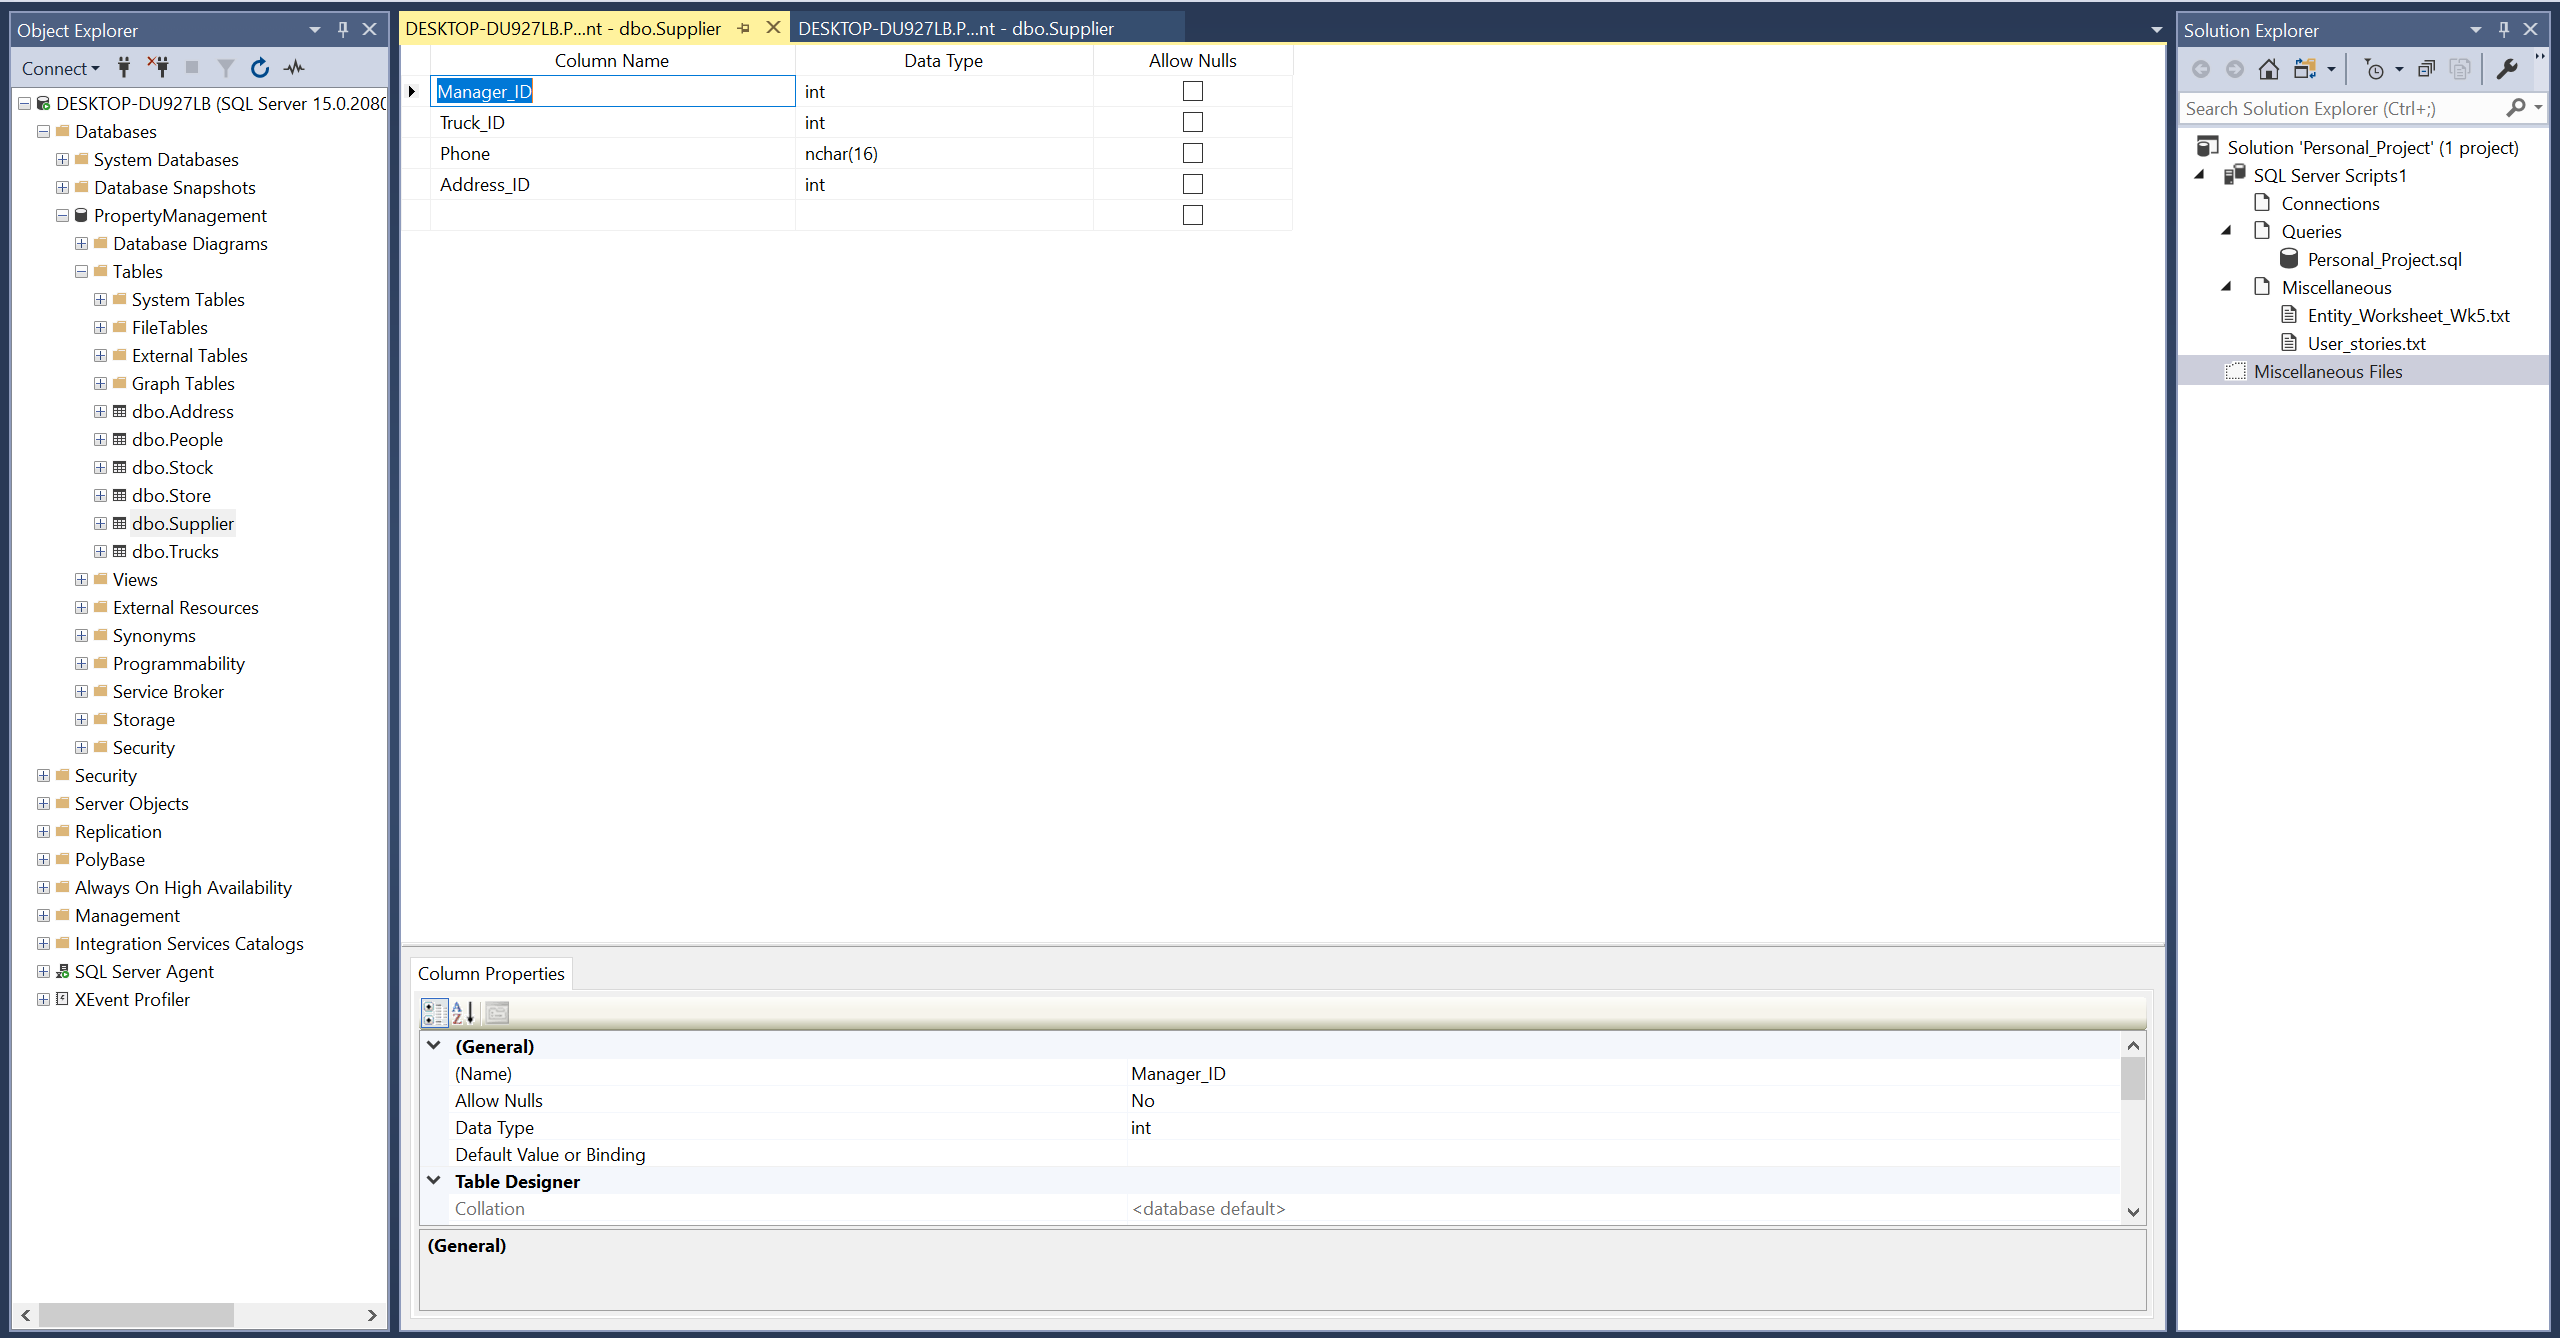 Object Explorer
Connect
DESKTOP-DU927LB (SQL Server 15.0.2080
Databases
System Databases
Database Snapshots
PropertyManagement
Database Diagrams
Tables
System Tables
FileTables
External Tables
Graph Tables
dbo.Address
dbo.People
dbo.Stock
dbo.Store
dbo.Supplier
dbo.Trucks
Views
External Resources
Synonyms
Programmability
Service Broker
Storage
Security
Security
Server Objects
Replication
PolyBase
Always On High Availability
Management
Integration Services Catalogs
SQL Server Agent
XEvent Profiler
DESKTOP-DU927LB.P...nt - dbo.Supplier
DESKTOP-DU927LB.P...nt - dbo.Supplier
Column Name Data Type Allow Nulls
Manager_ID int
Truck_ID int
Phone nchar(16)
Address_ID int
Column Properties
(General)
(Name) Manager_ID
Allow Nulls No
Data Type int
Default Value or Binding
Table Designer
Collation <database default>
(General)
Solution Explorer
Search Solution Explorer (Ctrl+;)
Solution 'Personal_Project' (1 project)
SQL Server Scripts1
Connections
Queries
Personal_Project.sql
Miscellaneous
Entity_Worksheet_Wk5.txt
User_stories.txt
Miscellaneous Files